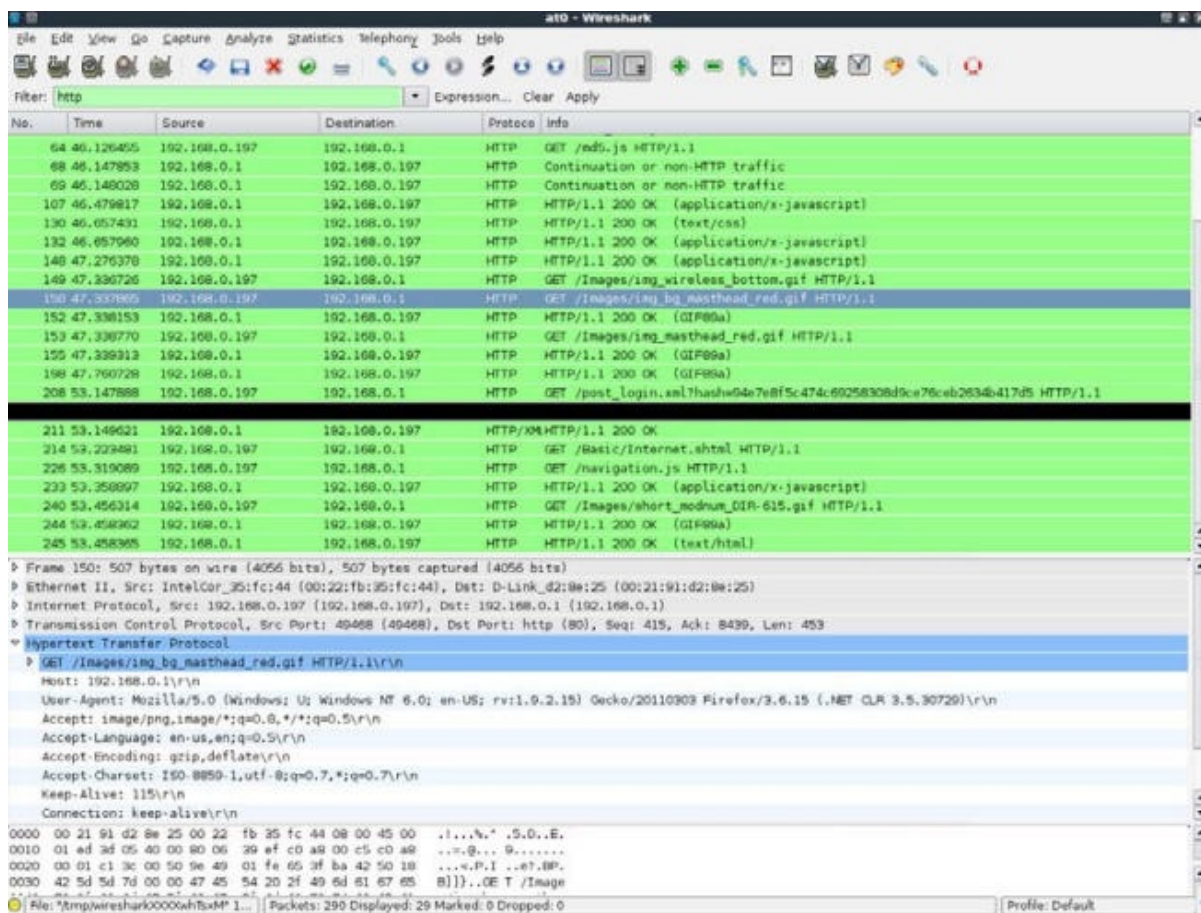 at0 - Wireshark
File Edit View Go Capture Analyze Statistics Telephony Tools Help
Filter: http Expression... Clear Apply
No. Time Source Destination Protoco Info
64 46.126455 192.168.0.197 192.168.0.1 HTTP GET /md5.js HTTP/1.1
68 46.147853 192.168.0.1 192.168.0.197 HTTP Continuation or non-HTTP traffic
69 46.148028 192.168.0.1 192.168.0.197 HTTP Continuation or non-HTTP traffic
107 46.479817 192.168.0.1 192.168.0.197 HTTP HTTP/1.1 200 OK (application/x-javascript)
130 46.657431 192.168.0.1 192.168.0.197 HTTP HTTP/1.1 200 OK (text/css)
132 46.657960 192.168.0.1 192.168.0.197 HTTP HTTP/1.1 200 OK (application/x-javascript)
148 47.276378 192.168.0.1 192.168.0.197 HTTP HTTP/1.1 200 OK (application/x-javascript)
149 47.336726 192.168.0.197 192.168.0.1 HTTP GET /Images/img_wireless_bottom.gif HTTP/1.1
150 47.337865 192.168.0.197 192.168.0.1 HTTP GET /Images/img_bg_masthead_red.gif HTTP/1.1
152 47.338153 192.168.0.1 192.168.0.197 HTTP HTTP/1.1 200 OK (GIF89a)
153 47.338770 192.168.0.197 192.168.0.1 HTTP GET /Images/img_masthead_red.gif HTTP/1.1
155 47.339313 192.168.0.1 192.168.0.197 HTTP HTTP/1.1 200 OK (GIF89a)
198 47.760728 192.168.0.1 192.168.0.197 HTTP HTTP/1.1 200 OK (GIF89a)
208 53.147888 192.168.0.197 192.168.0.1 HTTP GET /post_login.xml?hash=94e7e8f5c474c69258308d9ce76ceb2634b417d5 HTTP/1.1
211 53.149621 192.168.0.1 192.168.0.197 HTTP/XML HTTP/1.1 200 OK
214 53.223481 192.168.0.197 192.168.0.1 HTTP GET /Basic/Internet.shtml HTTP/1.1
226 53.319089 192.168.0.197 192.168.0.1 HTTP GET /navigation.js HTTP/1.1
233 53.358897 192.168.0.1 192.168.0.197 HTTP HTTP/1.1 200 OK (application/x-javascript)
240 53.456314 192.168.0.197 192.168.0.1 HTTP GET /Images/short_modnum_DIR-615.gif HTTP/1.1
244 53.458362 192.168.0.1 192.168.0.197 HTTP HTTP/1.1 200 OK (GIF89a)
245 53.458365 192.168.0.1 192.168.0.197 HTTP HTTP/1.1 200 OK (text/html)
Frame 150: 507 bytes on wire (4056 bits), 507 bytes captured (4056 bits)
Ethernet II, Src: IntelCor_35:fc:44 (00:22:fb:35:fc:44), Dst: D-Link_d2:8e:25 (00:21:91:d2:8e:25)
Internet Protocol, Src: 192.168.0.197 (192.168.0.197), Dst: 192.168.0.1 (192.168.0.1)
Transmission Control Protocol, Src Port: 49468 (49468), Dst Port: http (80), Seq: 415, Ack: 8439, Len: 453
Hypertext Transfer Protocol
GET /Images/img_bg_masthead_red.gif HTTP/1.1\r\n
Host: 192.168.0.1\r\n
User-Agent: Mozilla/5.0 (Windows; U; Windows NT 6.0; en-US; rv:1.9.2.15) Gecko/20110303 Firefox/3.6.15 (.NET CLR 3.5.30729)\r\n
Accept: image/png,image/*;q=0.8,*/*;q=0.5\r\n
Accept-Language: en-us,en;q=0.5\r\n
Accept-Encoding: gzip,deflate\r\n
Accept-Charset: ISO-8859-1,utf-8;q=0.7,*;q=0.7\r\n
Keep-Alive: 115\r\n
Connection: keep-alive\r\n
0000 00 21 91 d2 8e 25 00 22 fb 35 fc 44 08 00 45 00 .!...%." .5.D..E.
0010 01 ed 3d 05 40 00 80 06 39 ef c0 a8 00 c5 c0 a8 ..=.@... 9.......
0020 00 01 c1 3c 00 50 9e 49 01 fe 65 3f ba 42 50 18 ...<.P.I ..e?.BP.
0030 42 5d 5d 7d 00 00 47 45 54 20 2f 49 6d 61 67 65 B]]}..GE T /Image
File: "/tmp/wiresharkXXXXwhTsxM" 1... Packets: 290 Displayed: 29 Marked: 0 Dropped: 0 Profile: Default